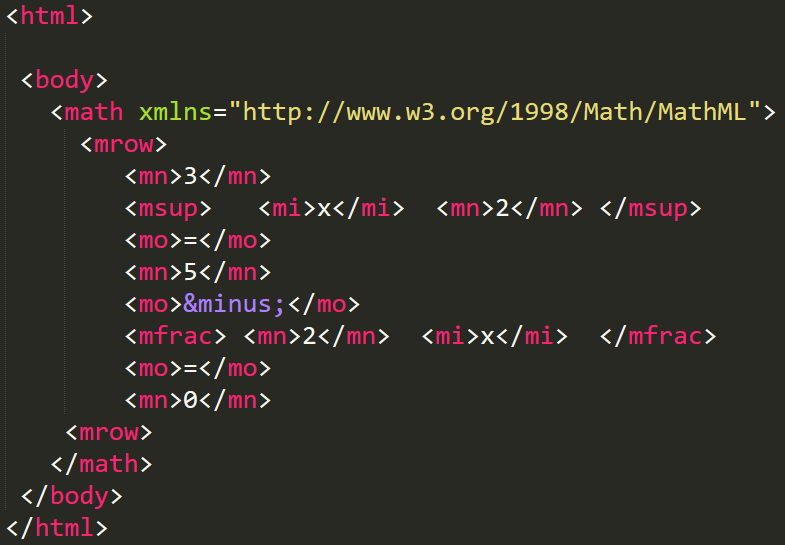 <html>
<body>
<math xmlns="http://www.w3.org/1998/Math/MathML">
<mrow>
<mn>3</mn>
<msup>   <mi>x</mi>  <mn>2</mn> </msup>
<mo>=</mo>
<mn>5</mn>
<mo>&minus;</mo>
<mfrac> <mn>2</mn>  <mi>x</mi>  </mfrac>
<mo>=</mo>
<mn>0</mn>
<mrow>
</math>
</body>
</html>